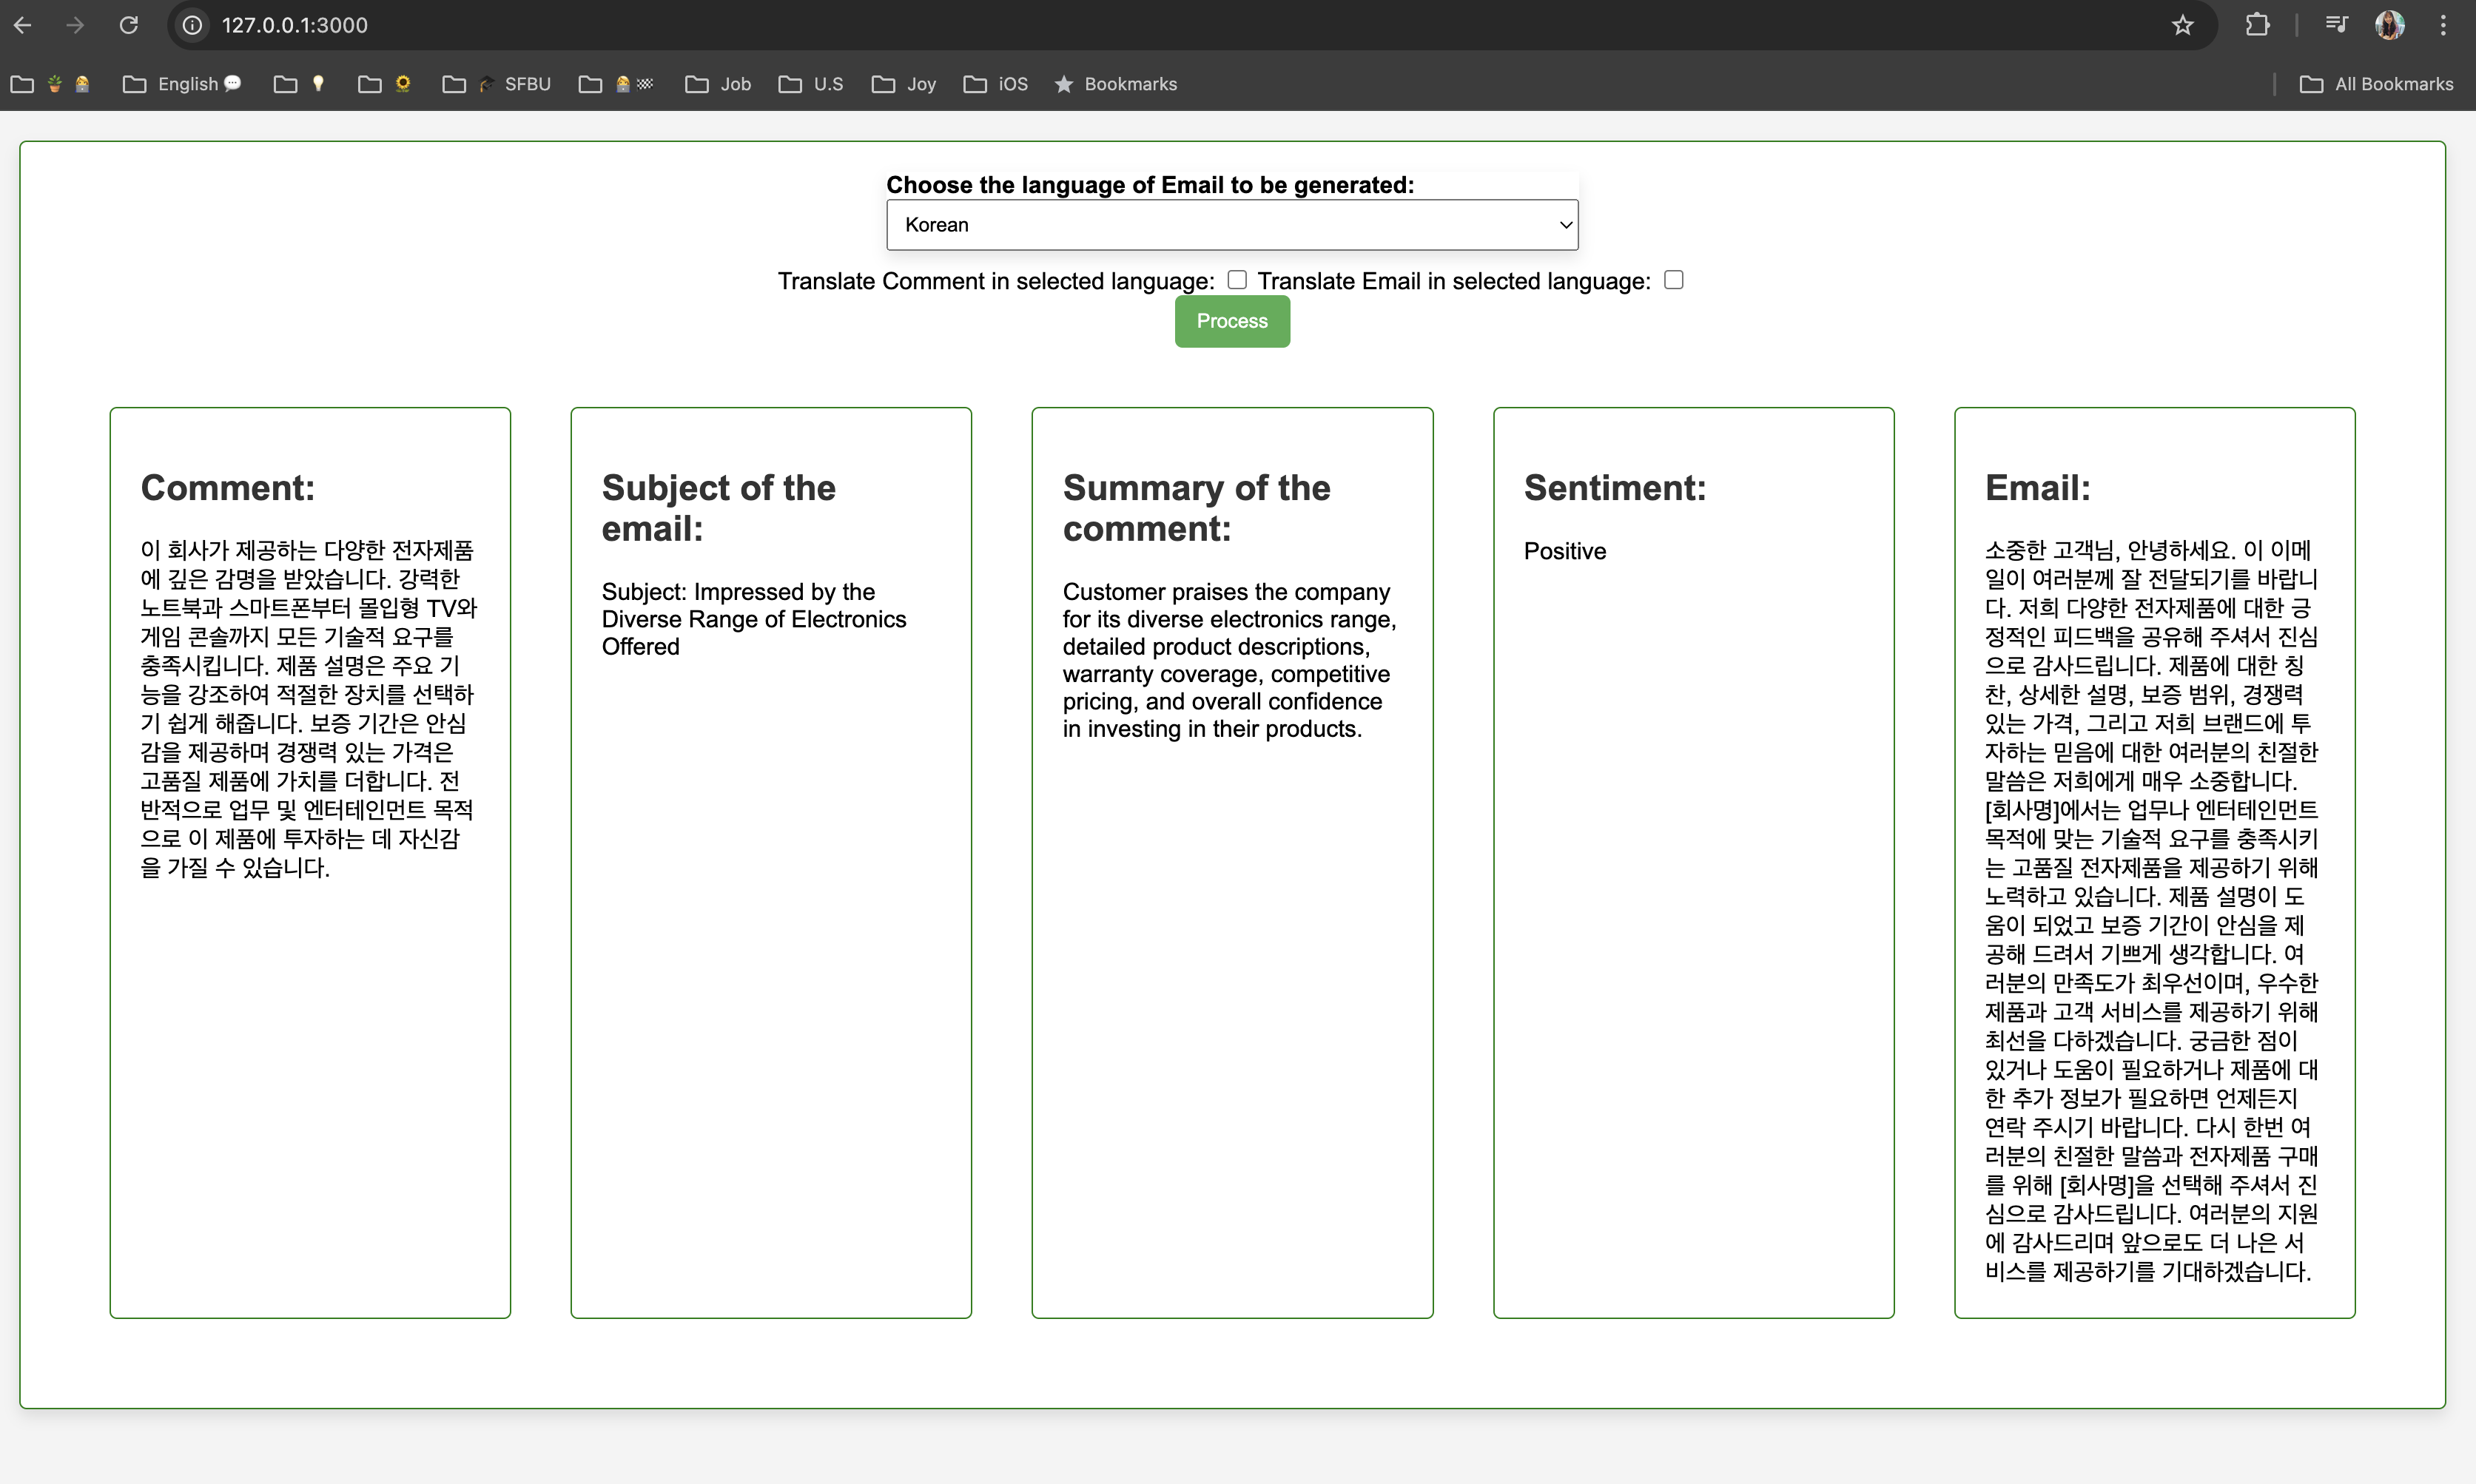 127.0.0.1:3000
English
SFBU
Job
U.S
Joy
iOS
Bookmarks
All Bookmarks
Choose the language of Email to be generated:
Korean
Translate Comment in selected language:
Translate Email in selected language:
Process
Comment:
이 회사가 제공하는 다양한 전자제품
에 깊은 감명을 받았습니다. 강력한
노트북과 스마트폰부터 몰입형 TV와
게임 콘솔까지 모든 기술적 요구를
충족시킵니다. 제품 설명은 주요 기
능을 강조하여 적절한 장치를 선택하
기 쉽게 해줍니다. 보증 기간은 안심
감을 제공하며 경쟁력 있는 가격은
고품질 제품에 가치를 더합니다. 전
반적으로 업무 및 엔터테인먼트 목적
으로 이 제품에 투자하는 데 자신감
을 가질 수 있습니다.
Subject of the
email:
Subject: Impressed by the
Diverse Range of Electronics
Offered
Summary of the
comment:
Customer praises the company
for its diverse electronics range,
detailed product descriptions,
warranty coverage, competitive
pricing, and overall confidence
in investing in their products.
Sentiment:
Positive
Email:
소중한 고객님, 안녕하세요. 이 이메
일이 여러분께 잘 전달되기를 바랍니
다. 저희 다양한 전자제품에 대한 긍
정적인 피드백을 공유해 주셔서 진심
으로 감사드립니다. 제품에 대한 칭
찬, 상세한 설명, 보증 범위, 경쟁력
있는 가격, 그리고 저희 브랜드에 투
자하는 믿음에 대한 여러분의 친절한
말씀은 저희에게 매우 소중합니다.
[회사명]에서는 업무나 엔터테인먼트
목적에 맞는 기술적 요구를 충족시키
는 고품질 전자제품을 제공하기 위해
노력하고 있습니다. 제품 설명이 도
움이 되었고 보증 기간이 안심을 제
공해 드려서 기쁘게 생각합니다. 여
러분의 만족도가 최우선이며, 우수한
제품과 고객 서비스를 제공하기 위해
최선을 다하겠습니다. 궁금한 점이
있거나 도움이 필요하거나 제품에 대
한 추가 정보가 필요하면 언제든지
연락 주시기 바랍니다. 다시 한번 여
러분의 친절한 말씀과 전자제품 구매
를 위해 [회사명]을 선택해 주셔서 진
심으로 감사드립니다. 여러분의 지원
에 감사드리며 앞으로도 더 나은 서
비스를 제공하기를 기대하겠습니다.